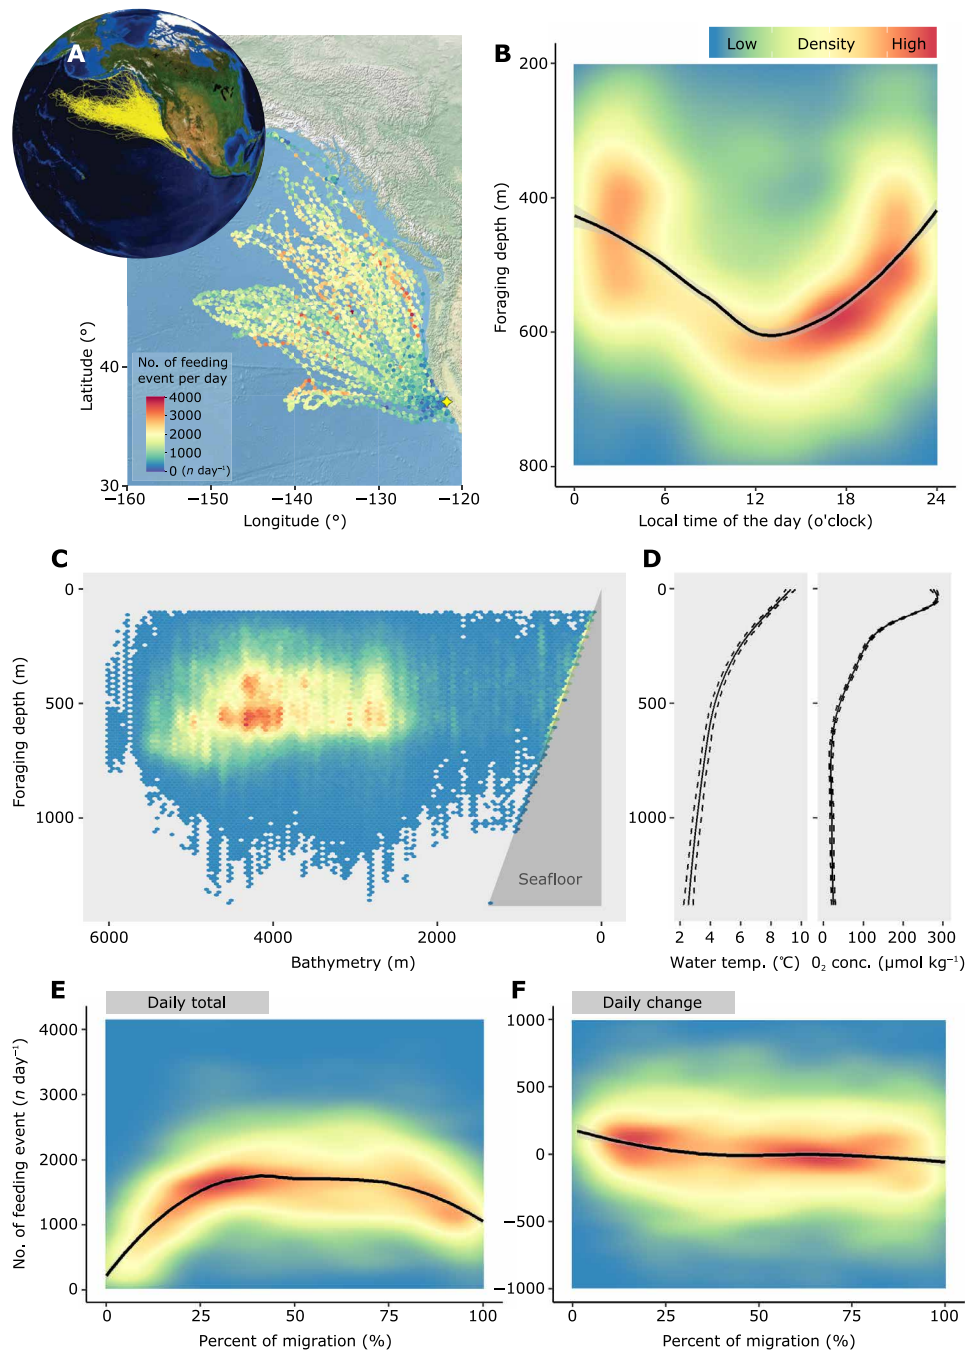 A
40
30
Latitude (°)
−160
−150
−140
−130
−120
Longitude (°)
No. of feeding
event per day
4000
3000
2000
1000
0 (n day⁻¹)
B
Low
Density
High
200
400
600
800
Foraging depth (m)
0
6
12
18
24
Local time of the day (o'clock)
C
0
500
1000
Foraging depth (m)
Seafloor
6000
4000
2000
0
Bathymetry (m)
D
2
4
6
8
10
Water temp. (℃)
0
100
200
300
O₂ conc. (µmol kg⁻¹)
E
Daily total
4000
3000
2000
1000
0
No. of feeding event (n day⁻¹)
0
25
50
75
100
Percent of migration (%)
F
Daily change
1000
500
0
−500
−1000
0
25
50
75
100
Percent of migration (%)